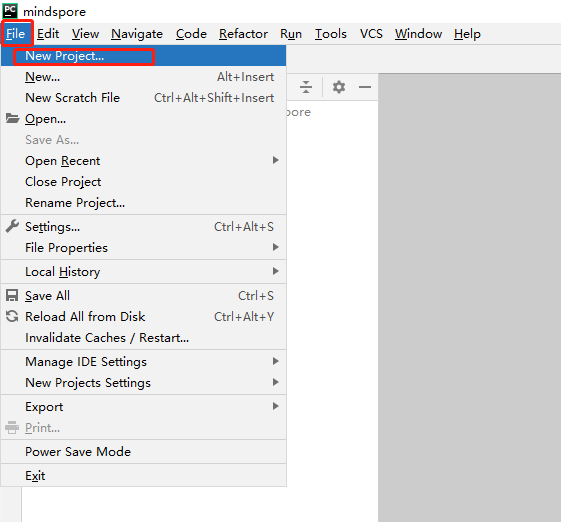 PC mindspore
File Edit View Navigate Code Refactor Run Tools VCS Window Help
New Project...
New... Alt+Insert
New Scratch File Ctrl+Alt+Shift+Insert
pore
Open...
Save As...
Open Recent
Close Project
Rename Project...
Settings... Ctrl+Alt+S
File Properties
Local History
Save All Ctrl+S
Reload All from Disk Ctrl+Alt+Y
Invalidate Caches / Restart...
Manage IDE Settings
New Projects Settings
Export
Print...
Power Save Mode
Exit